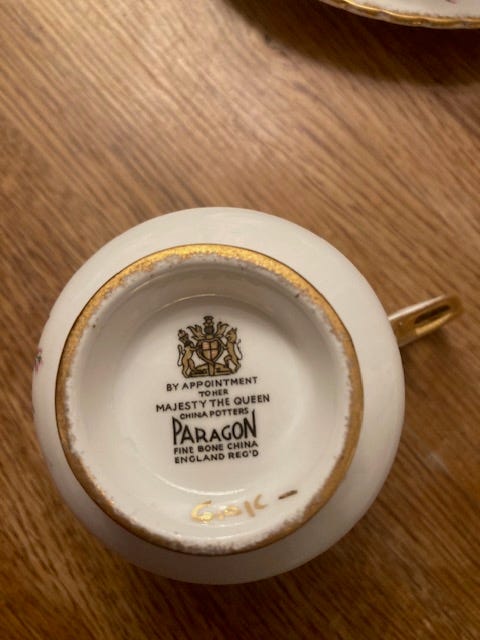 BY APPOINTMENT
TO HER
MAJESTY THE QUEEN
CHINA POTTERS
PARAGON
FINE BONE CHINA
ENGLAND REG'D